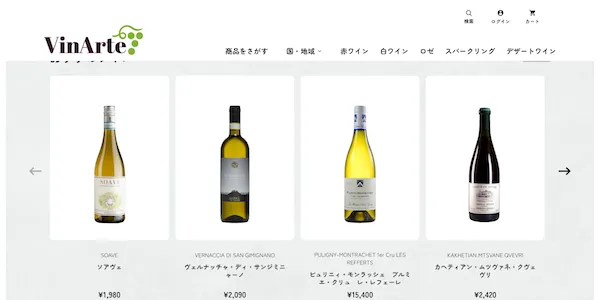 検索
ログイン
カート
VinArte
商品をさがす 国・地域 赤ワイン 白ワイン ロゼ スパークリング デザートワイン
SOAVE
SOAVE
ソアヴェ
¥1,980
VERNACCIA DI SAN GIMIGNANO
ヴェルナッチャ・ディ・サンジミニ
ャーノ
¥2,090
PULIGNY-MONTRACHET 1er Cru LES
REFFERTS
ピュリニィ・モンラッシェ プルミ
エ・クリュ レ・レフェーレ
¥15,400
KAKHETIAN MTSVANE QVEVRI
カヘティアン・ムツヴァネ・クヴェ
ヴリ
¥2,420